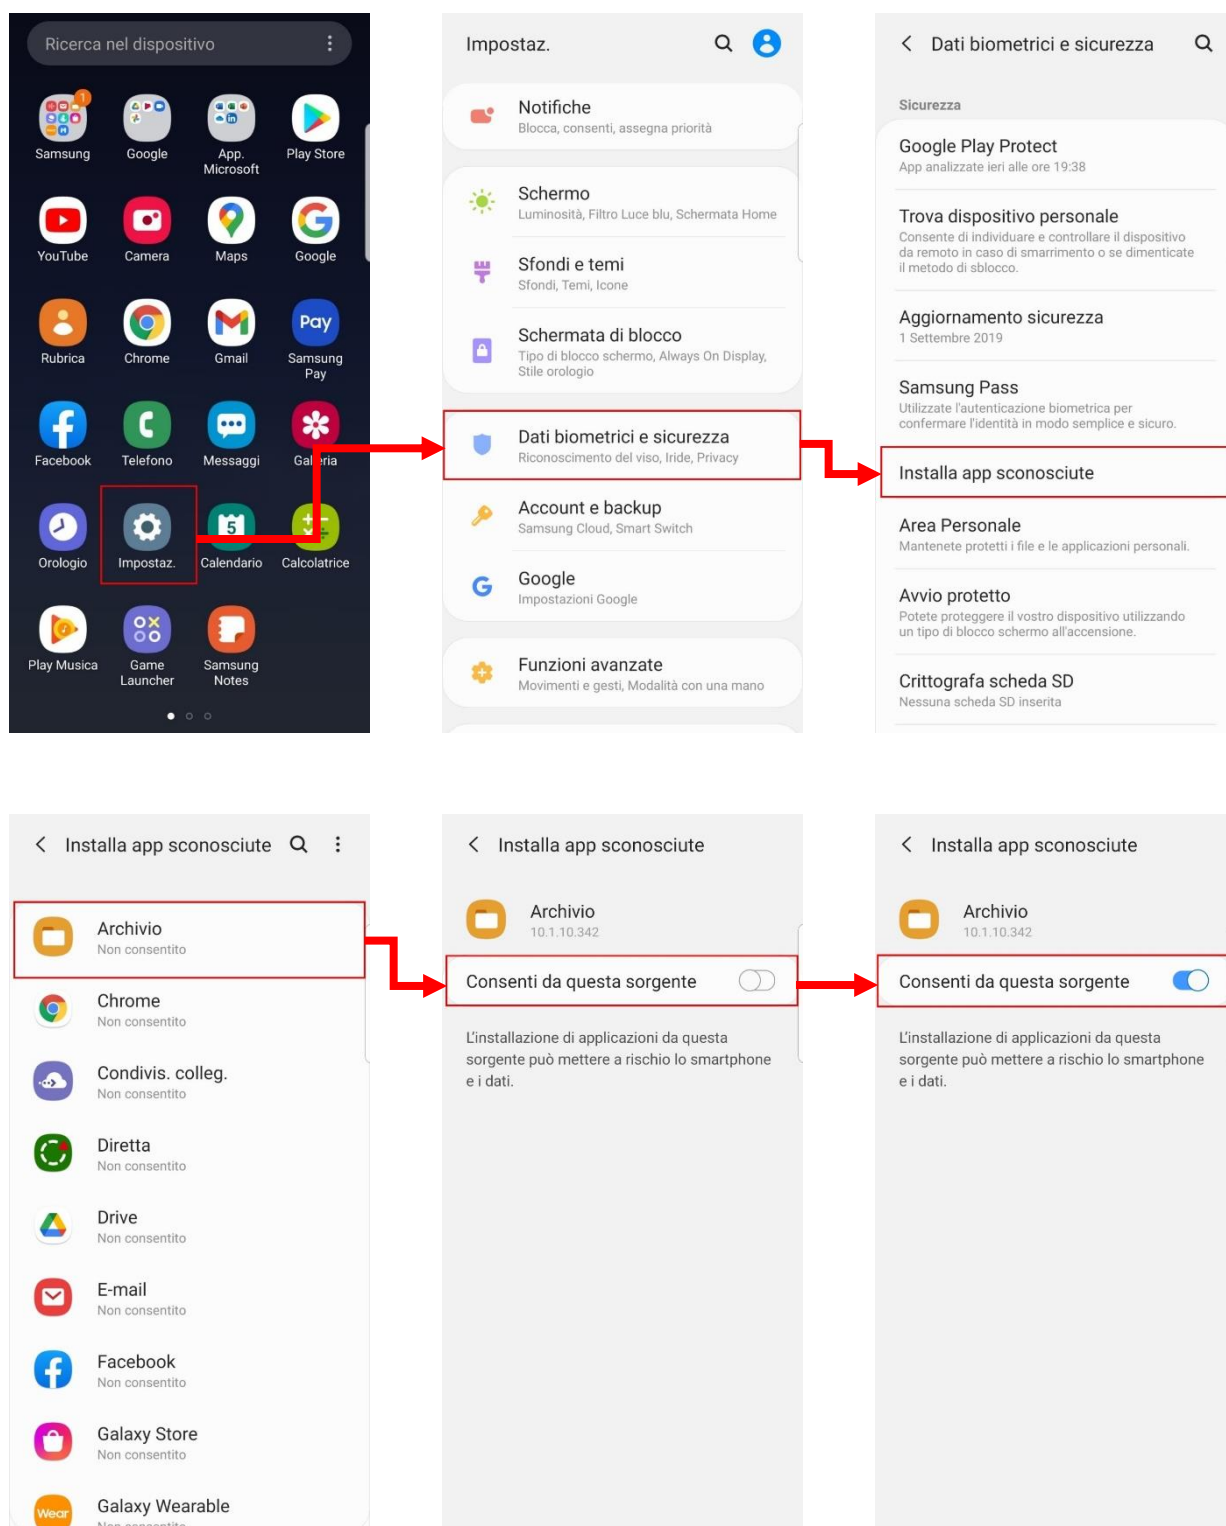 Ricerca nel dispositivo
1
Samsung
Google
App.
Microsoft
Play Store
YouTube
Camera
Maps
Google
Rubrica
Chrome
Gmail
Pay
Samsung
Pay
Facebook
Telefono
Messaggi
Galleria
5
Orologio
Impostaz.
Calendario
Calcolatrice
Play Musica
Game
Launcher
Samsung
Notes
Impostaz.
Notifiche
Blocca, consenti, assegna priorità
Schermo
Luminosità, Filtro Luce blu, Schermata Home
Sfondi e temi
Sfondi, Temi, Icone
Schermata di blocco
Tipo di blocco schermo, Always On Display,
Stile orologio
Dati biometrici e sicurezza
Riconoscimento del viso, Iride, Privacy
Account e backup
Samsung Cloud, Smart Switch
Google
Impostazioni Google
Funzioni avanzate
Movimenti e gesti, Modalità con una mano
Dati biometrici e sicurezza
Sicurezza
Google Play Protect
App analizzate ieri alle ore 19:38
Trova dispositivo personale
Consente di individuare e controllare il dispositivo
da remoto in caso di smarrimento o se dimenticate
il metodo di sblocco.
Aggiornamento sicurezza
1 Settembre 2019
Samsung Pass
Utilizzate l'autenticazione biometrica per
confermare l'identità in modo semplice e sicuro.
Installa app sconosciute
Area Personale
Mantenete protetti i file e le applicazioni personali.
Avvio protetto
Potete proteggere il vostro dispositivo utilizzando
un tipo di blocco schermo all'accensione.
Crittografa scheda SD
Nessuna scheda SD inserita
Installa app sconosciute
Archivio
Non consentito
Chrome
Non consentito
Condivis. colleg.
Non consentito
Diretta
Non consentito
Drive
Non consentito
E-mail
Non consentito
Facebook
Non consentito
Galaxy Store
Non consentito
Wear
Galaxy Wearable
Non consentito
Installa app sconosciute
Archivio
10.1.10.342
Consenti da questa sorgente
L'installazione di applicazioni da questa
sorgente può mettere a rischio lo smartphone
e i dati.
Installa app sconosciute
Archivio
10.1.10.342
Consenti da questa sorgente
L'installazione di applicazioni da questa
sorgente può mettere a rischio lo smartphone
e i dati.